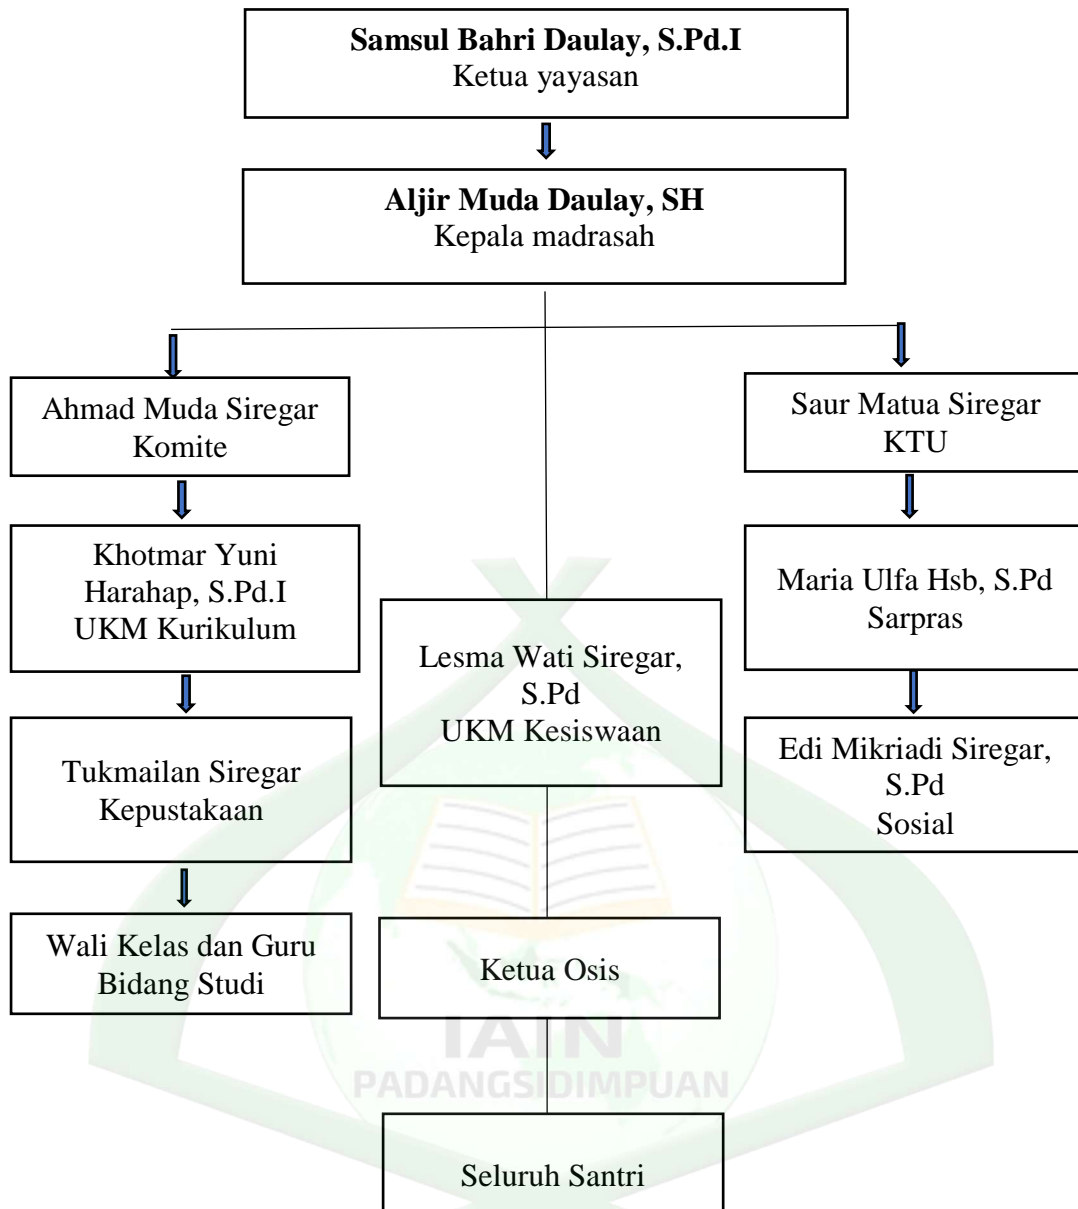 Samsul Bahri Daulay, S.Pd.I
Ketua yayasan
Aljir Muda Daulay, SH
Kepala madrasah
Ahmad Muda Siregar
Komite
Saur Matua Siregar
KTU
Khotmar Yuni
Harahap, S.Pd.I
UKM Kurikulum
Maria Ulfa Hsb, S.Pd
Sarpras
Lesma Wati Siregar,
S.Pd
UKM Kesiswaan
Tukmailan Siregar
Kepustakaan
Edi Mikriadi Siregar,
S.Pd
Sosial
Wali Kelas dan Guru
Bidang Studi
Ketua Osis
IAIN
PADANGSIDIMPUAN
Seluruh Santri